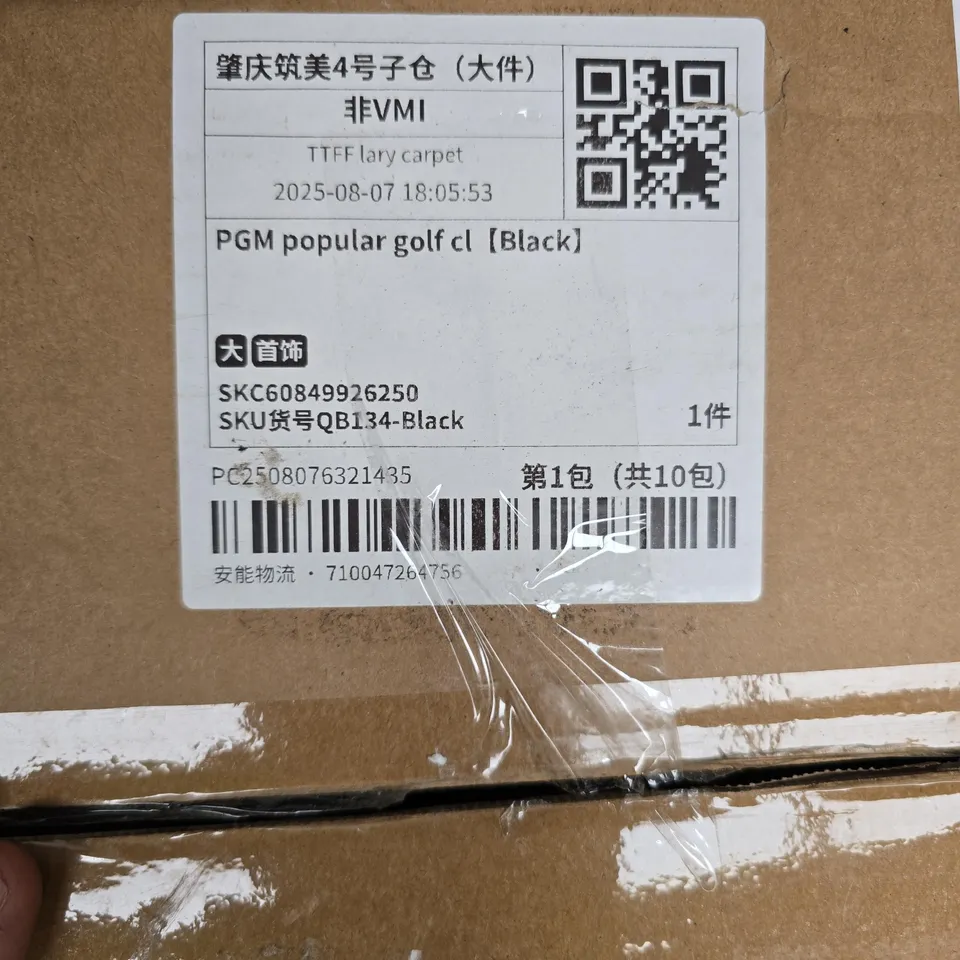 肇庆筑美4号子仓（大件）
非VMI
TTFF lary carpet
2025-08-07 18:05:53
PGM popular golf cl【Black】
大 首饰
SKC60849926250
SKU货号QB134-Black
1件
PC2508076321435
第1包（共10包）
安能物流・710047264756